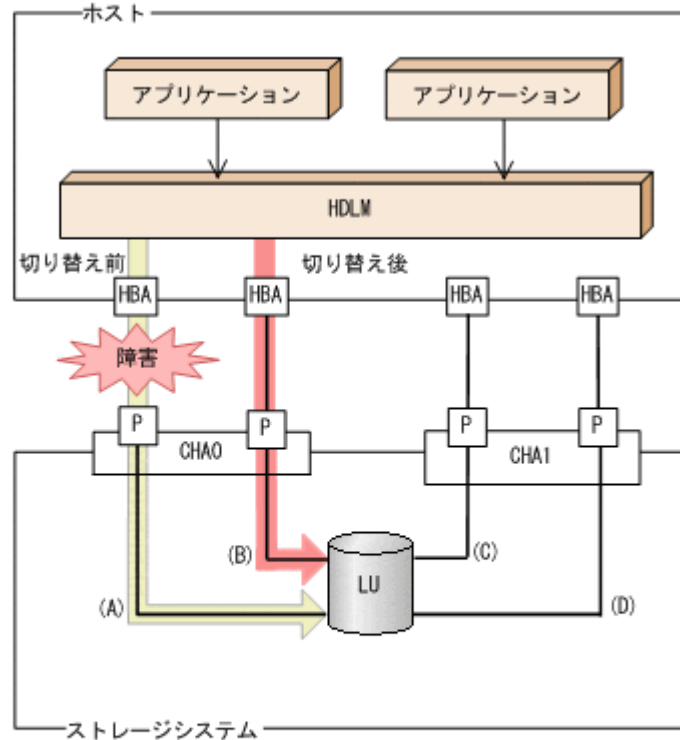 ホスト
アプリケーション アプリケーション
HDLM
切り替え前 切り替え後
HBA HBA HBA HBA
障害
P P P P
CHA0 CHA1
(B) (C)
LU
(A) (D)
ストレージシステム